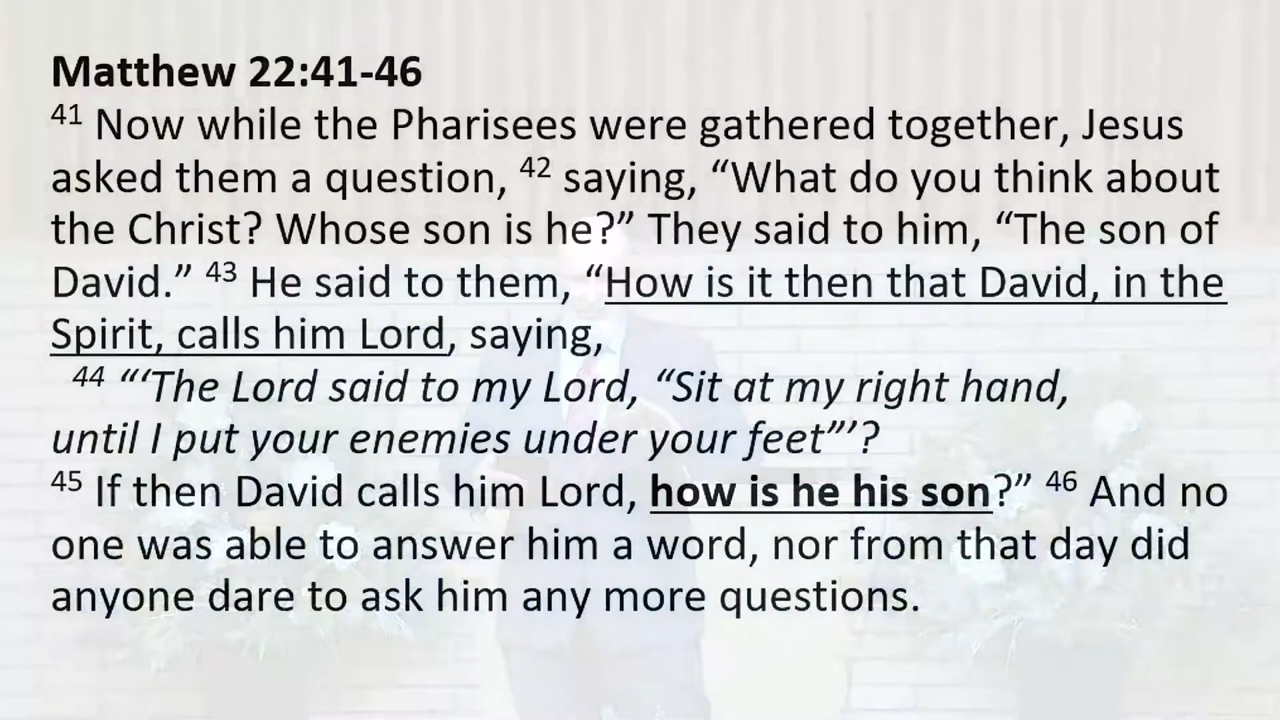 Matthew 22:41-46
41 Now while the Pharisees were gathered together, Jesus
asked them a question, 42 saying, “What do you think about
the Christ? Whose son is he?” They said to him, “The son of
David.” 43 He said to them, “How is it then that David, in the
Spirit, calls him Lord, saying,
44 “‘The Lord said to my Lord, “Sit at my right hand,
until I put your enemies under your feet”’?
45 If then David calls him Lord, how is he his son?” 46 And no
one was able to answer him a word, nor from that day did
anyone dare to ask him any more questions.